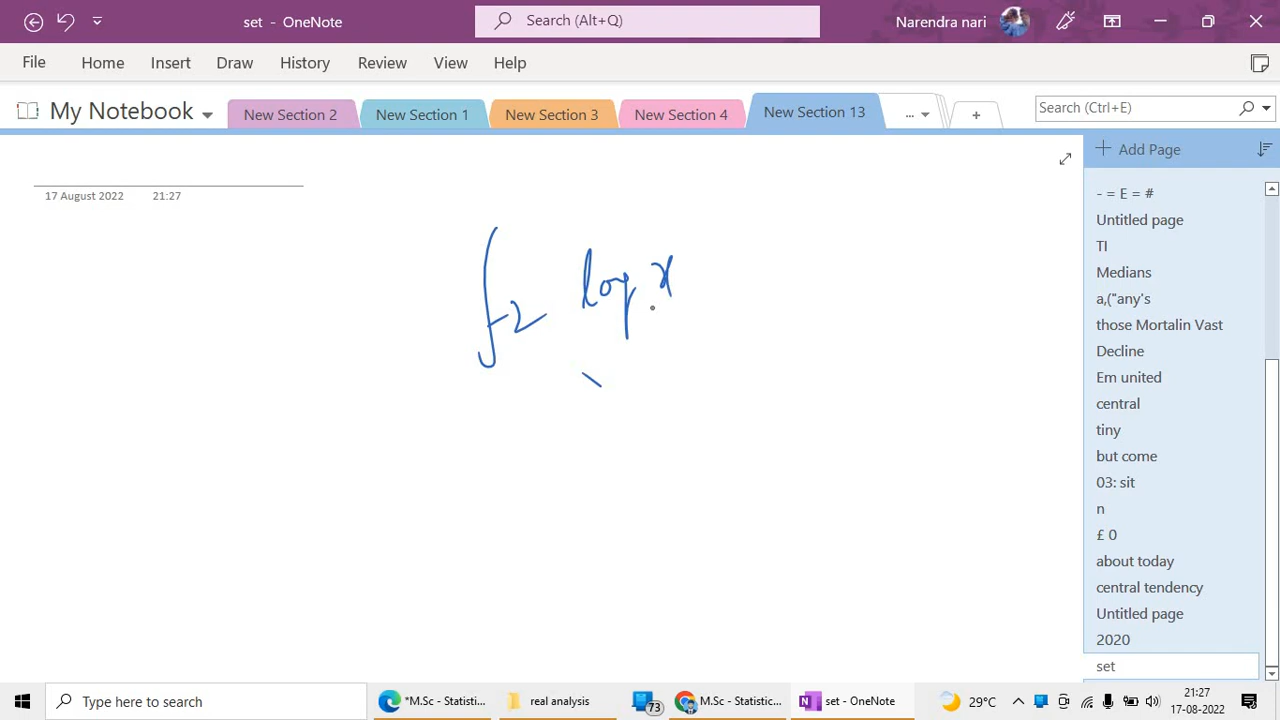 set - OneNote
Search (Alt+Q)
Narendra nari
File Home Insert Draw History Review View Help
My Notebook
New Section 2 New Section 1 New Section 3 New Section 4 New Section 13 ... +
Search (Ctrl+E)
Add Page
17 August 2022 21:27
log x
- = E = #
Untitled page
TI
Medians
a,("any's
those Mortalin Vast
Decline
Em united
central
tiny
but come
03: sit
n
£ 0
about today
central tendency
Untitled page
2020
set
Type here to search
*M.Sc - Statisti...
real analysis
73
M.Sc - Statistic...
set - OneNote
29°C
21:27
17-08-2022